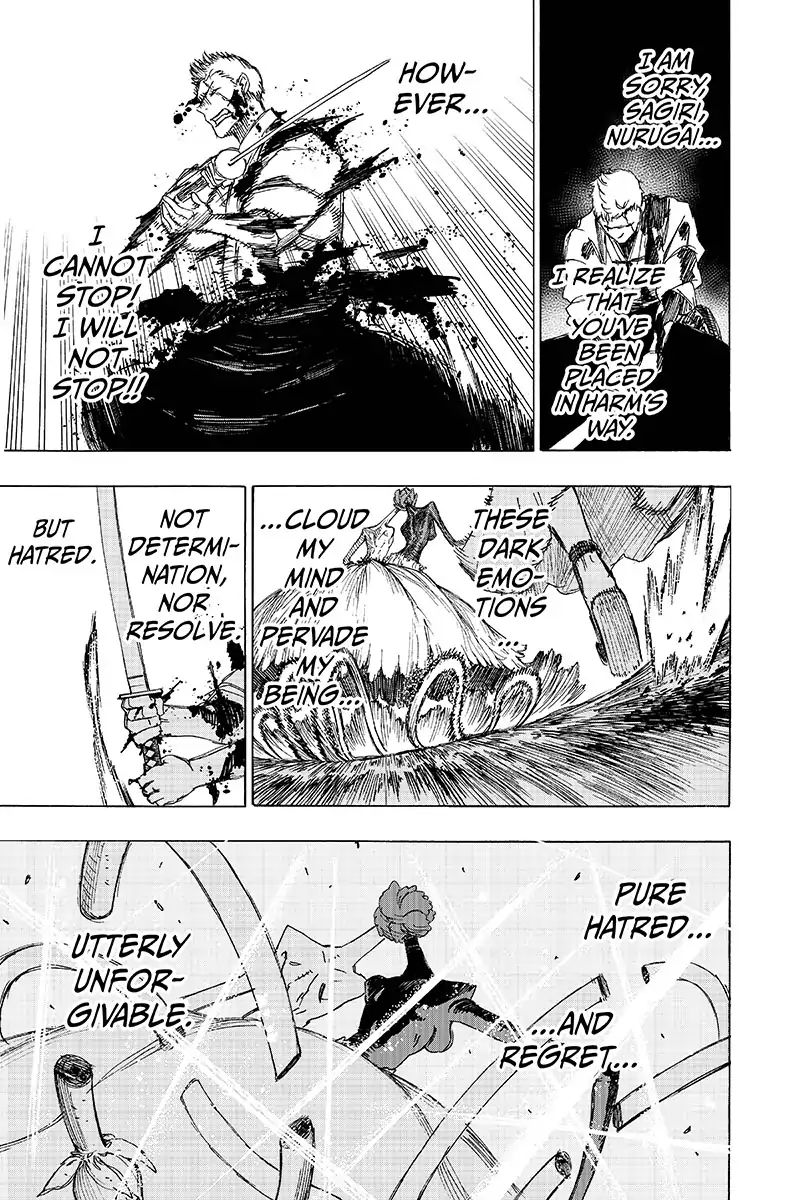 I AM
SORRY,
SAGIRI,
NURUGAI...
I REALIZE
THAT
YOU'VE
BEEN
PLACED
IN HARM'S
WAY.
HOW-
EVER...
I
CANNOT
STOP!
I WILL
NOT
STOP!!
THESE
DARK
EMO-
TIONS
...
...CLOUD
MY
MIND
AND
PERVADE
MY
BEING...
NOT
DETERMI-
NATION,
NOR
RESOLVE.
BUT
HATRED.
PURE
HATRED...
...AND
REGRET...
UTTERLY
UNFOR-
GIVABLE.